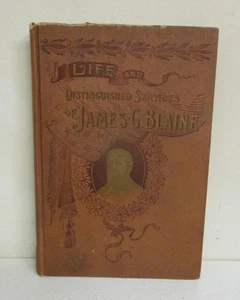 LIFE AND
DISTINGUISHED SERVICES
OF JAMES G. BLAINE